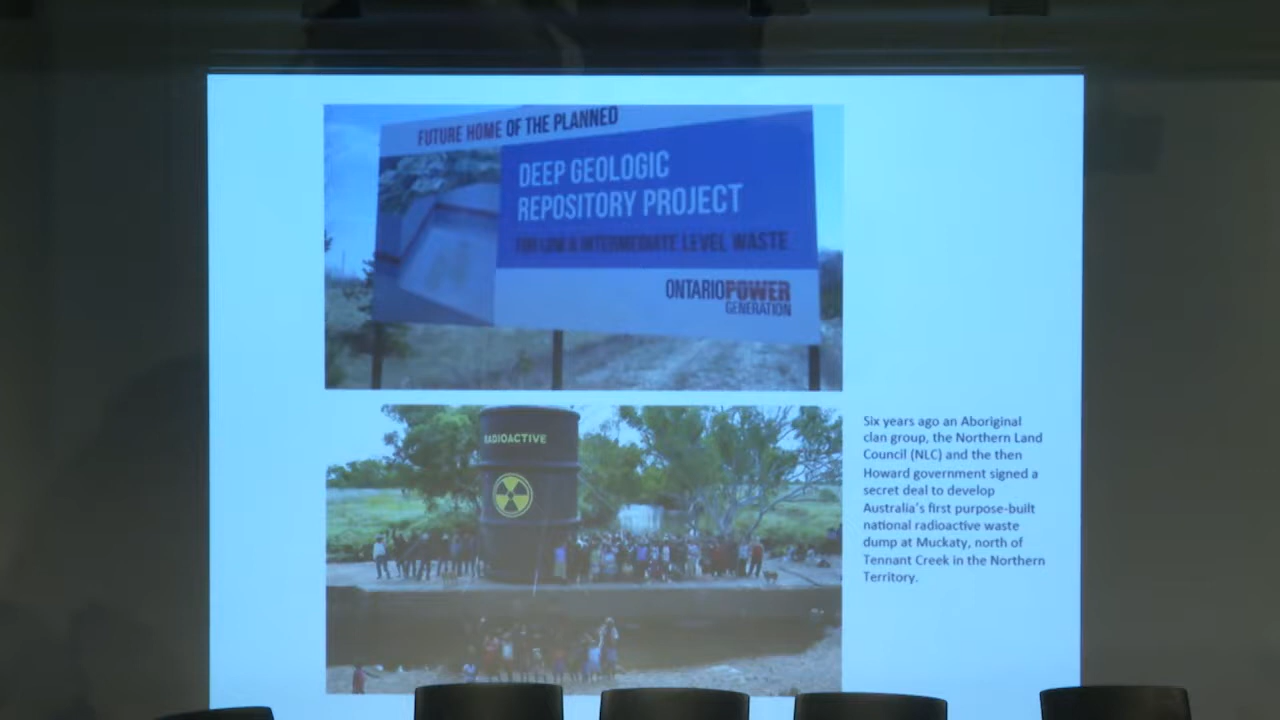 FUTURE HOME OF THE PLANNED
DEEP GEOLOGIC
REPOSITORY PROJECT
FOR LOW & INTERMEDIATE LEVEL WASTE
ONTARIOPOWER
GENERATION
RADIOACTIVE
Six years ago an Aboriginal
clan group, the Northern Land
Council (NLC) and the then
Howard government signed a
secret deal to develop
Australia's first purpose-built
national radioactive waste
dump at Muckaty, north of
Tennant Creek in the Northern
Territory.